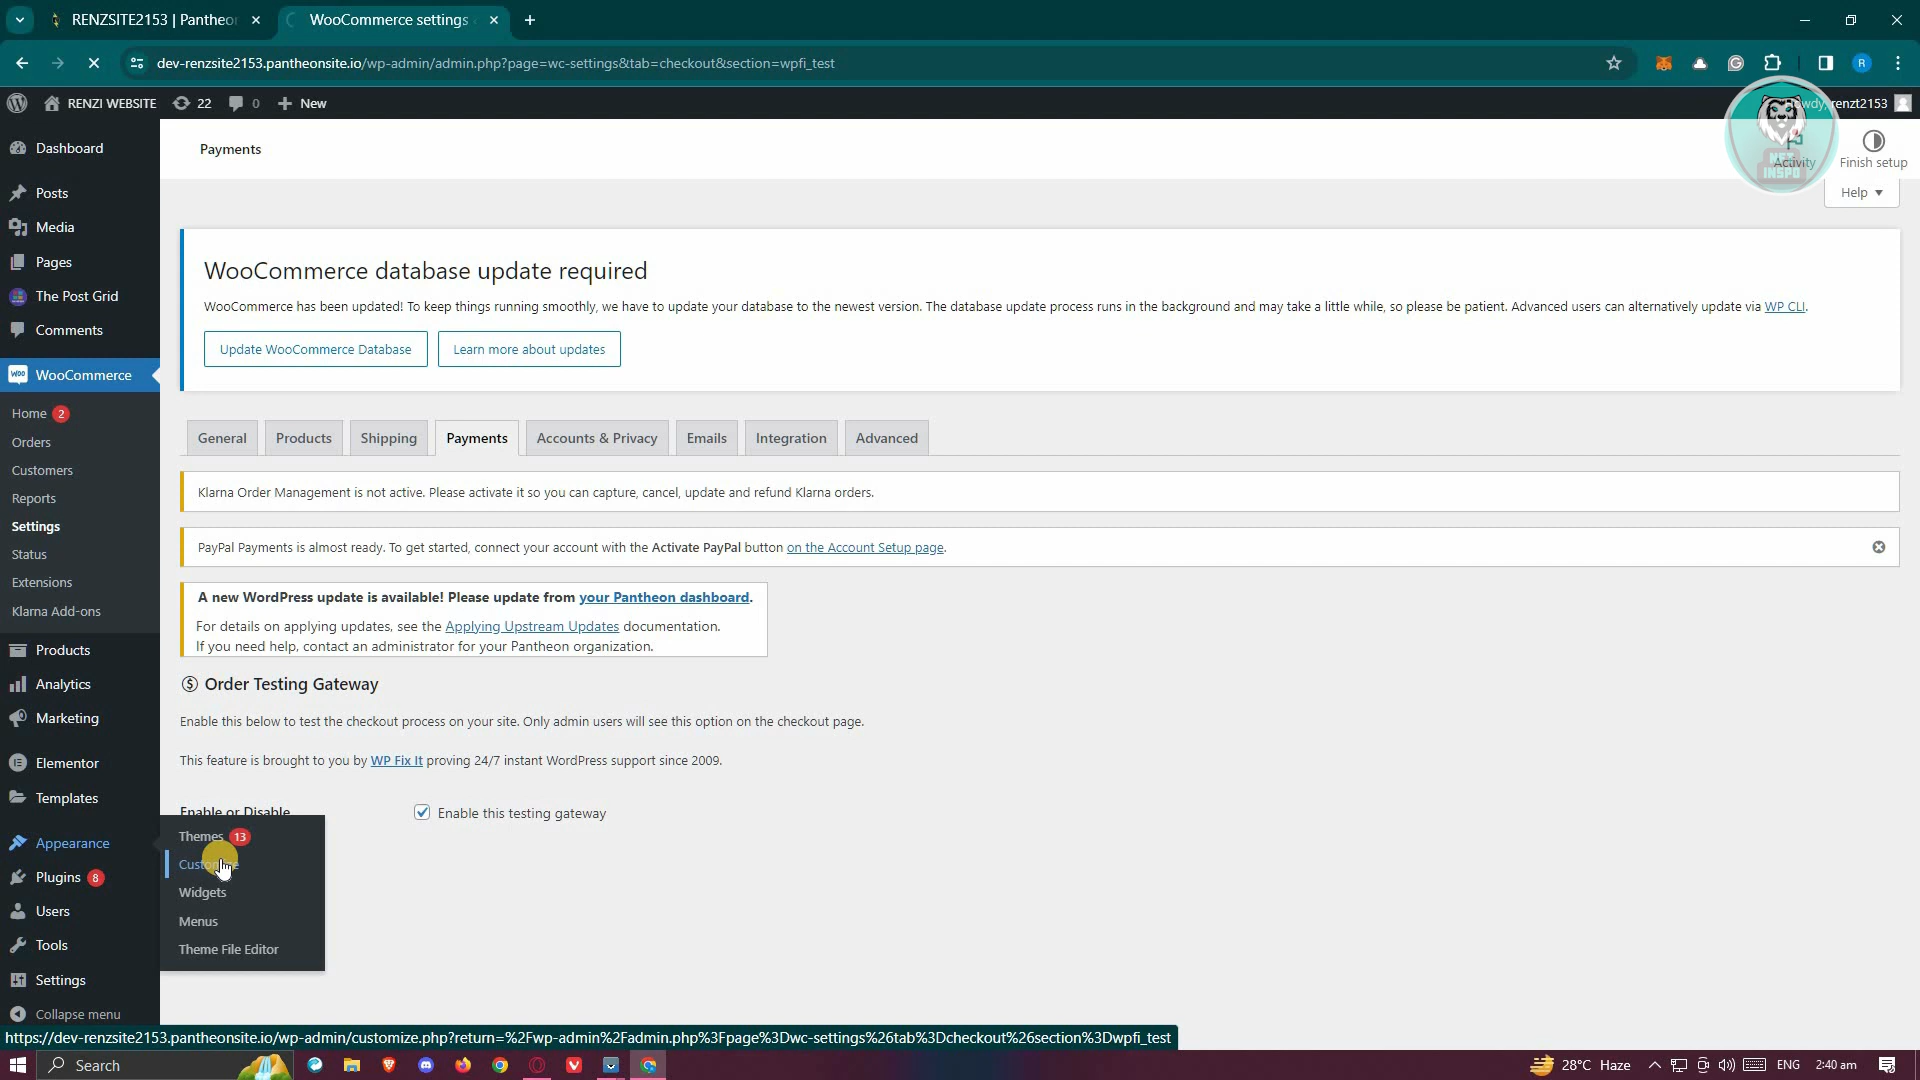 RENZSITE2153 | Pantheon
WooCommerce settings
dev-renzsite2153.pantheonsite.io/wp-admin/admin.php?page=wc-settings&tab=checkout&section=wpfi_test
R
RENZI WEBSITE
22
0
New
renzt2153
Dashboard
Posts
Media
Pages
The Post Grid
Comments
WooCommerce
Home 2
Orders
Customers
Reports
Settings
Status
Extensions
Klarna Add-ons
Products
Analytics
Marketing
Elementor
Templates
Appearance
Plugins 8
Users
Tools
Settings
Collapse menu
Payments
Activity
Finish setup
NET
INSPO
Help
WooCommerce database update required
WooCommerce has been updated! To keep things running smoothly, we have to update your database to the newest version. The database update process runs in the background and may take a little while, so please be patient. Advanced users can alternatively update via WP CLI.
Update WooCommerce Database
Learn more about updates
General
Products
Shipping
Payments
Accounts & Privacy
Emails
Integration
Advanced
Klarna Order Management is not active. Please activate it so you can capture, cancel, update and refund Klarna orders.
PayPal Payments is almost ready. To get started, connect your account with the Activate PayPal button on the Account Setup page.
A new WordPress update is available! Please update from your Pantheon dashboard.
For details on applying updates, see the Applying Upstream Updates documentation.
If you need help, contact an administrator for your Pantheon organization.
Order Testing Gateway
Enable this below to test the checkout process on your site. Only admin users will see this option on the checkout page.
This feature is brought to you by WP Fix It proving 24/7 instant WordPress support since 2009.
Enable or Disable
Enable this testing gateway
Themes 13
Customize
Widgets
Menus
Theme File Editor
https://dev-renzsite2153.pantheonsite.io/wp-admin/customize.php?return=%2Fwp-admin%2Fadmin.php%3Fpage%3Dwc-settings%26tab%3Dcheckout%26section%3Dwpfi_test
Search
28°C Haze
ENG
2:40 am